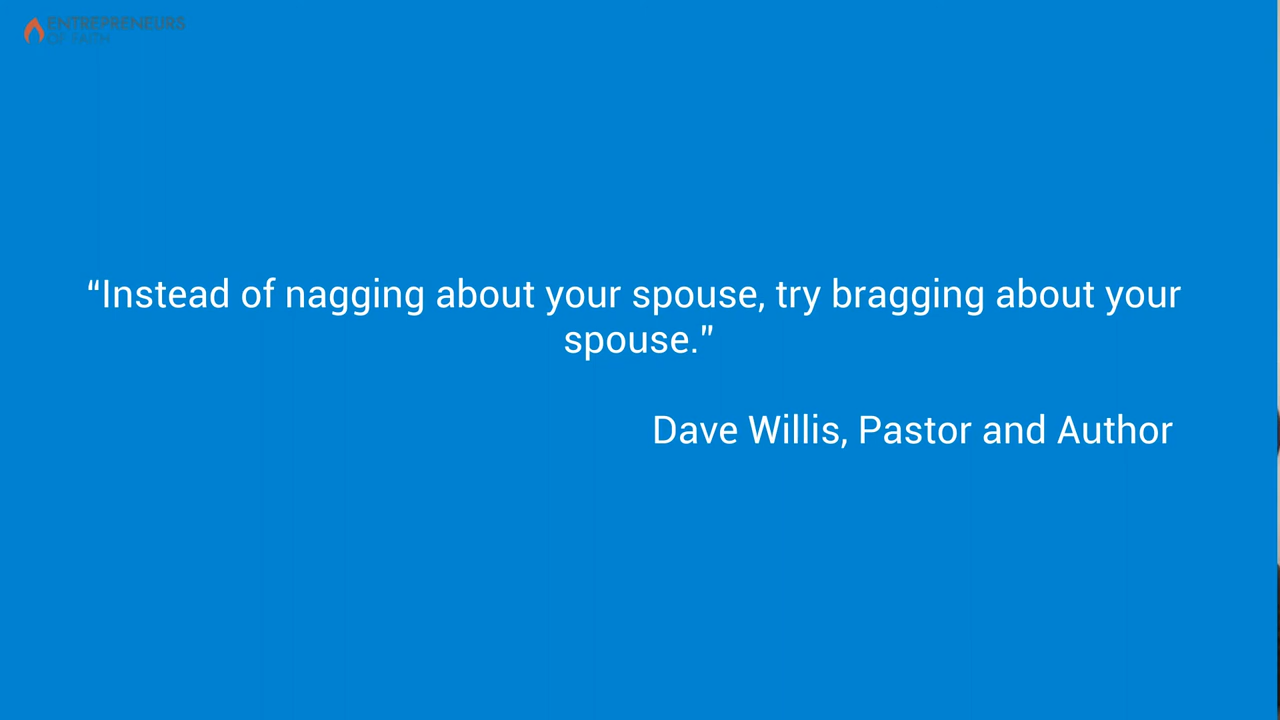 ENTREPRENEURS
OF FAITH
“Instead of nagging about your spouse, try bragging about your
spouse.”
Dave Willis, Pastor and Author